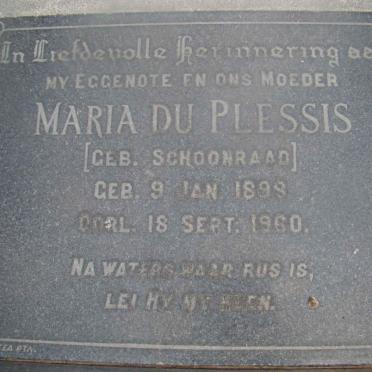 In Liefdevolle Herinnering
MY EGGENOTE EN ONS MOEDER
MARIA DU PLESSIS
[GEB. SCHOONRAAD]
GEB. 9 JAN. 1898
OORL. 18 SEPT. 1960.
NA WATERS WAAR RUS IS,
LEI HY MY HEEN.
PTA.